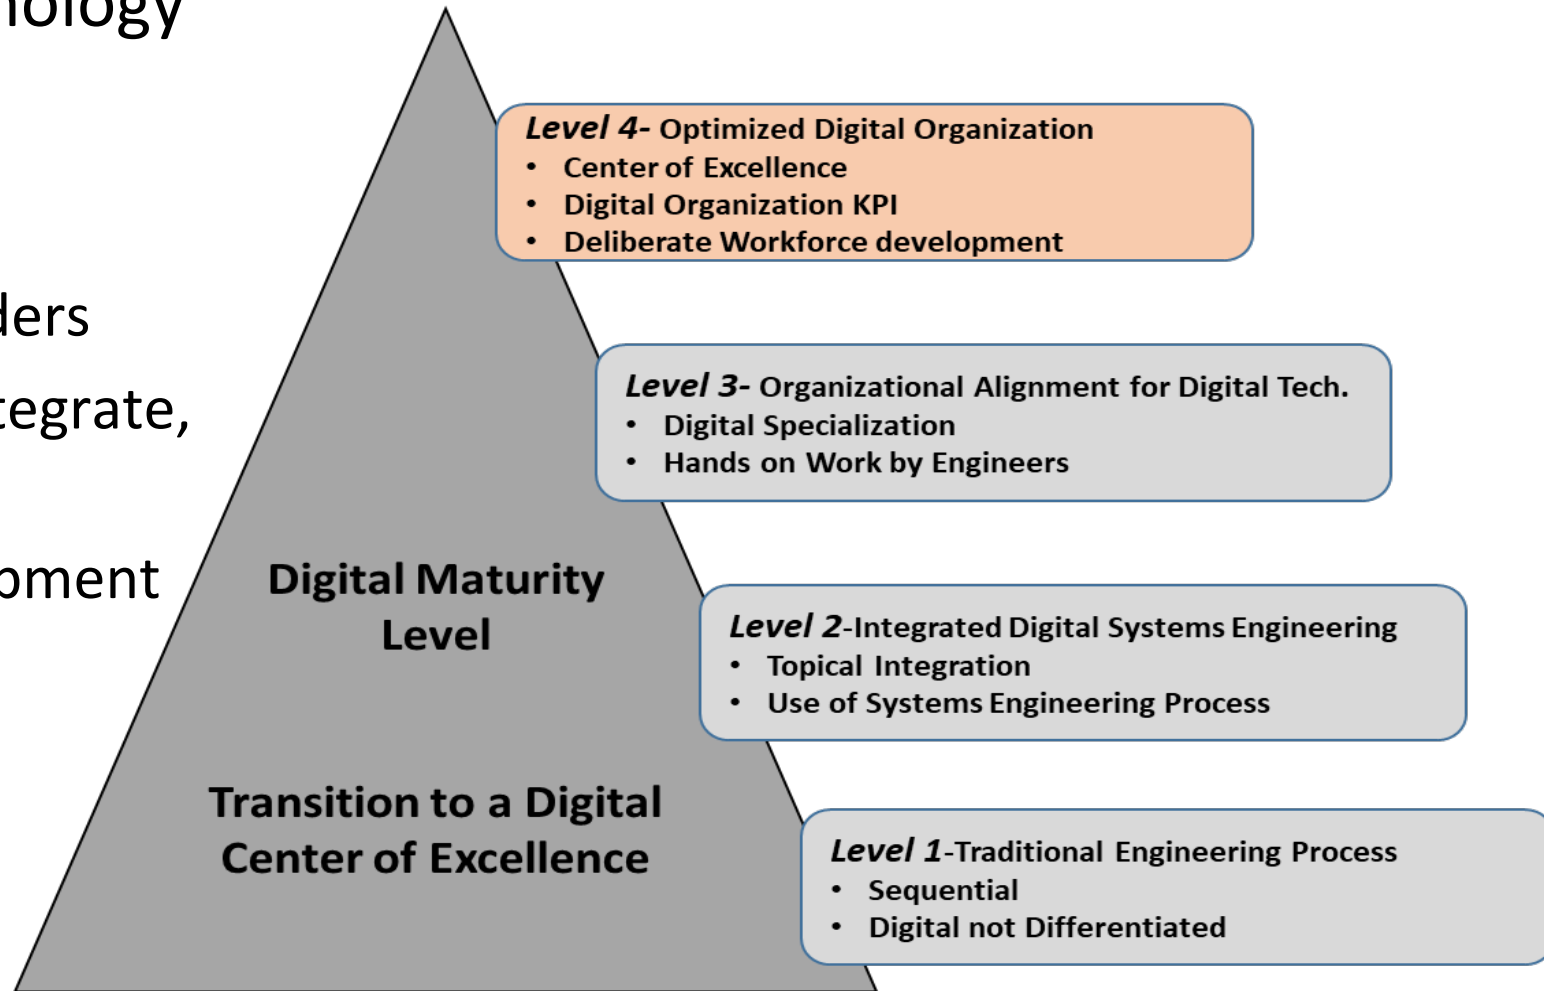 nology
ders
tegrate,
pment
Digital Maturity
Level
Transition to a Digital
Center of Excellence
Level 4- Optimized Digital Organization
• Center of Excellence
• Digital Organization KPI
• Deliberate Workforce development
Level 3- Organizational Alignment for Digital Tech.
• Digital Specialization
• Hands on Work by Engineers
Level 2-Integrated Digital Systems Engineering
• Topical Integration
• Use of Systems Engineering Process
Level 1-Traditional Engineering Process
• Sequential
• Digital not Differentiated